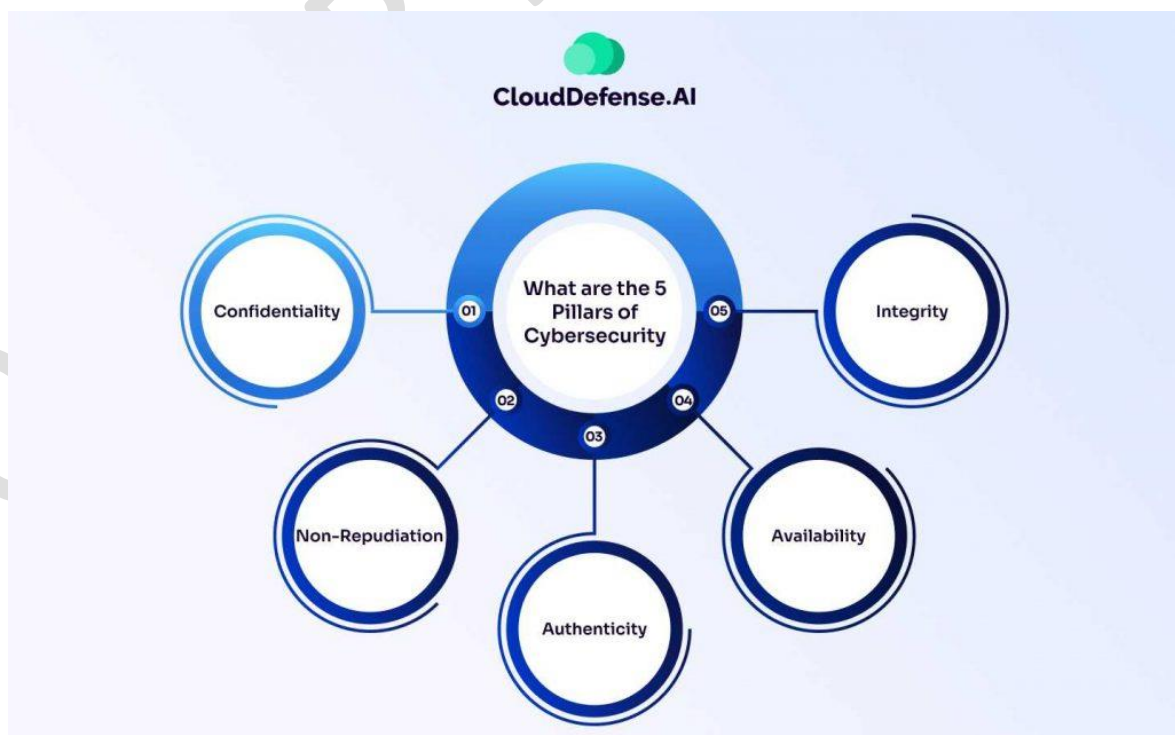 CloudDefense.AI
What are the 5
Pillars of
Cybersecurity
01
Confidentiality
02
Non-Repudiation
03
Authenticity
04
Availability
05
Integrity